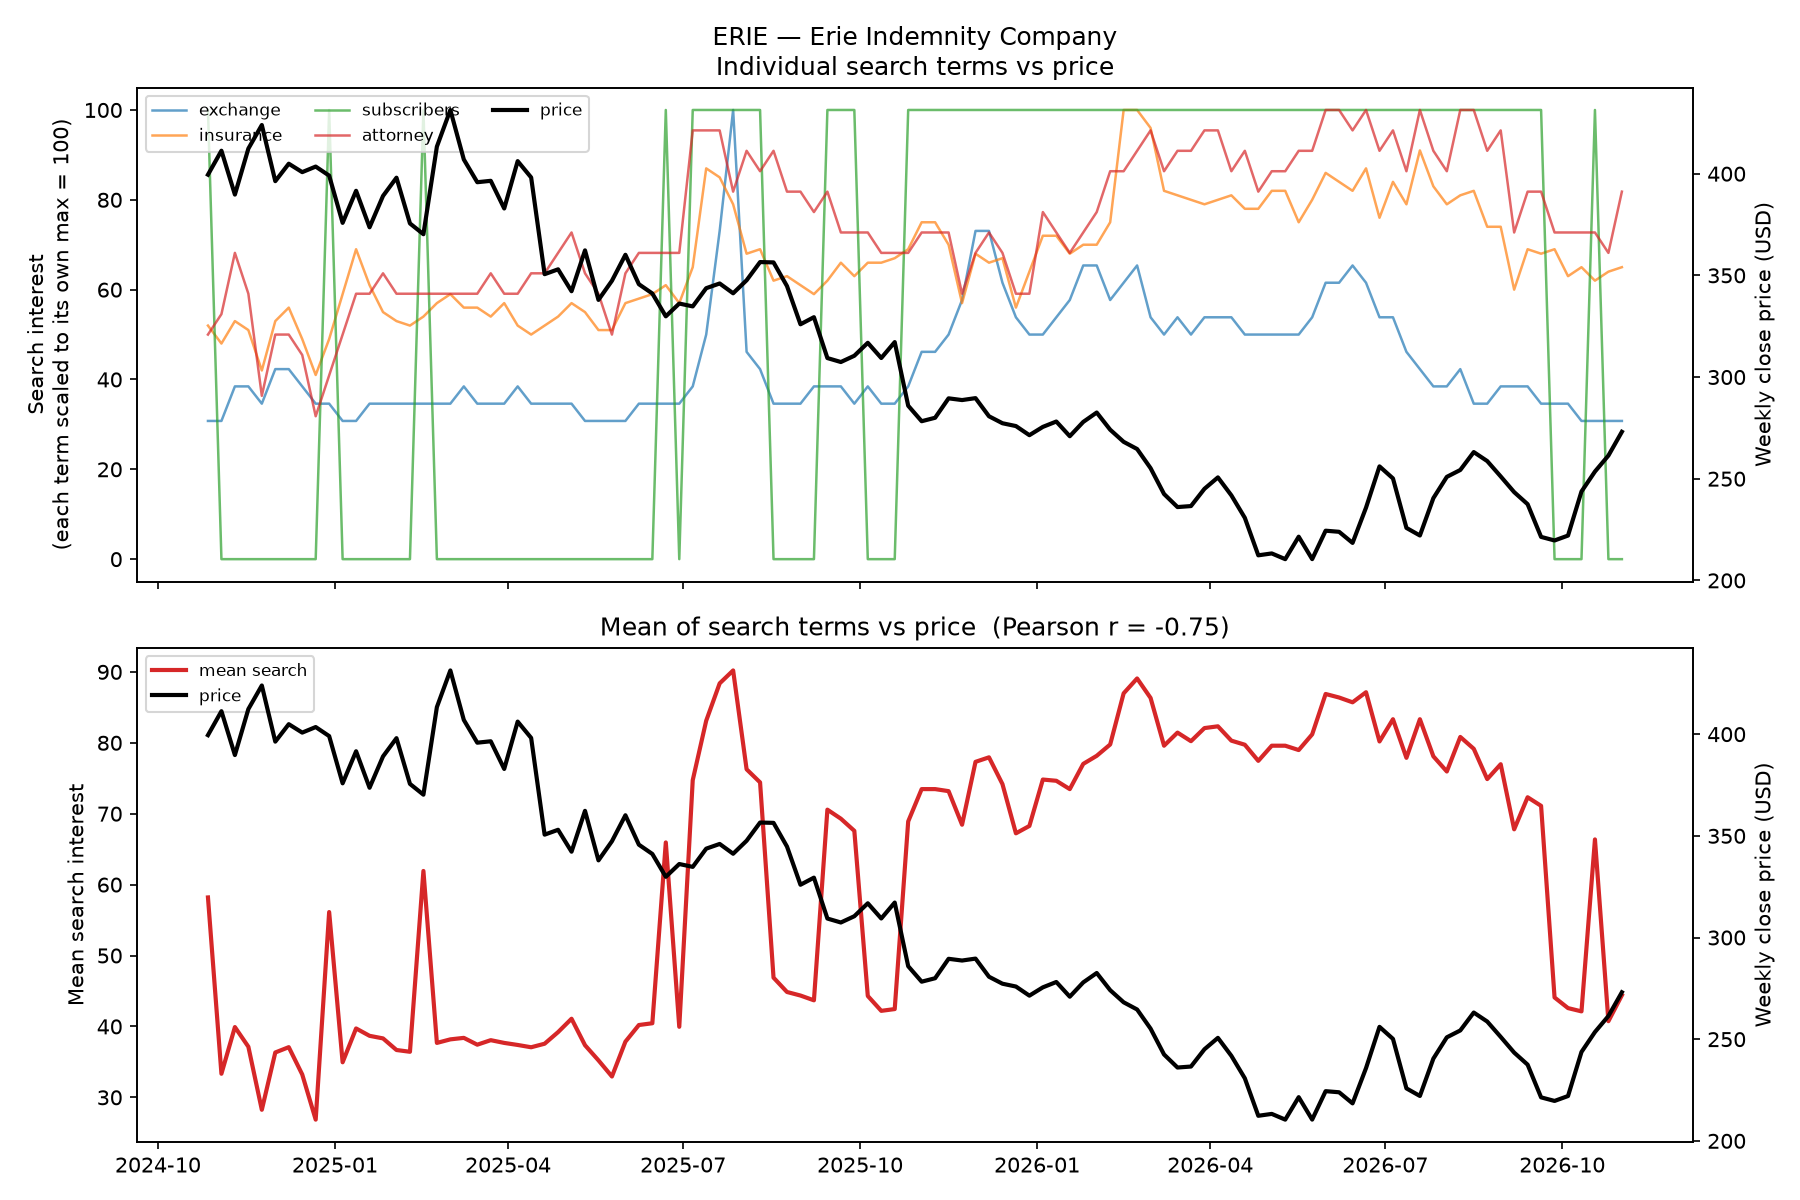 ERIE — Erie Indemnity Company
Individual search terms vs price
exchange
insurance
subscribers
attorney
price
Search interest
(each term scaled to its own max = 100)
100
80
60
40
20
0
400
350
300
250
200
Weekly close price (USD)
Mean of search terms vs price (Pearson r = -0.75)
mean search
price
Mean search interest
90
80
70
60
50
40
30
400
350
300
250
200
Weekly close price (USD)
2024-10
2025-01
2025-04
2025-07
2025-10
2026-01
2026-04
2026-07
2026-10